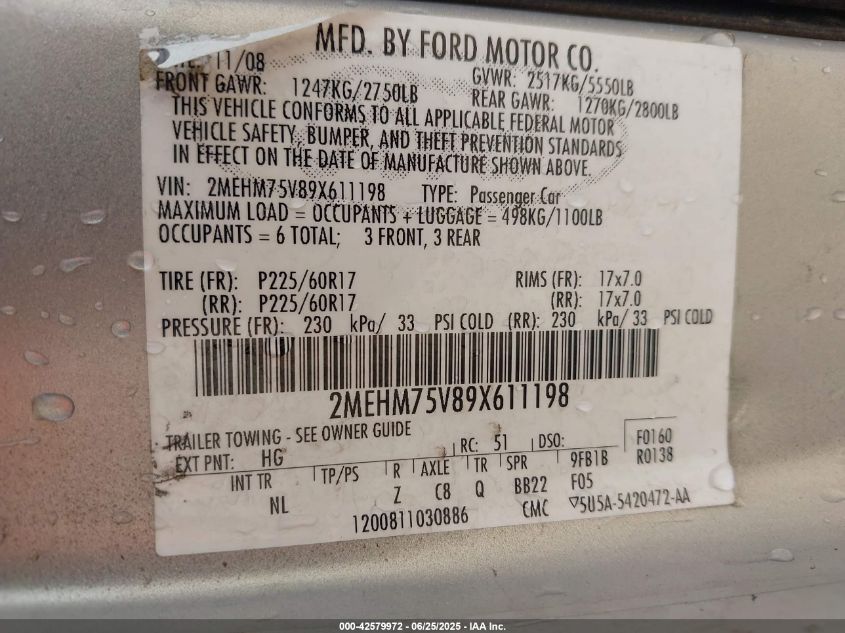 MFD. BY FORD MOTOR CO.
11/08
GVWR: 2517KG/5550LB
FRONT GAWR: 1247KG/2750LB
REAR GAWR: 1270KG/2800LB
THIS VEHICLE CONFORMS TO ALL APPLICABLE FEDERAL MOTOR
VEHICLE SAFETY, BUMPER, AND THEFT PREVENTION STANDARDS
IN EFFECT ON THE DATE OF MANUFACTURE SHOWN ABOVE.
VIN: 2MEHM75V89X611198 TYPE: Passenger Car
MAXIMUM LOAD = OCCUPANTS + LUGGAGE = 498KG/1100LB
OCCUPANTS = 6 TOTAL; 3 FRONT, 3 REAR
TIRE (FR): P225/60R17 RIMS (FR): 17x7.0
(RR): P225/60R17 (RR): 17x7.0
PRESSURE (FR): 230 kPa/ 33 PSI COLD (RR): 230 kPa/ 33 PSI COLD
2MEHM75V89X611198
TRAILER TOWING - SEE OWNER GUIDE
EXT PNT: HG RC: 51 DSO: F0160
R0138
INT TR TP/PS R AXLE TR SPR 9FB1B
NL Z C8 Q BB22 F05
1200811030886 CMC 5U5A-5420472-AA
000-42579972 - 06/25/2025 - IAA Inc.